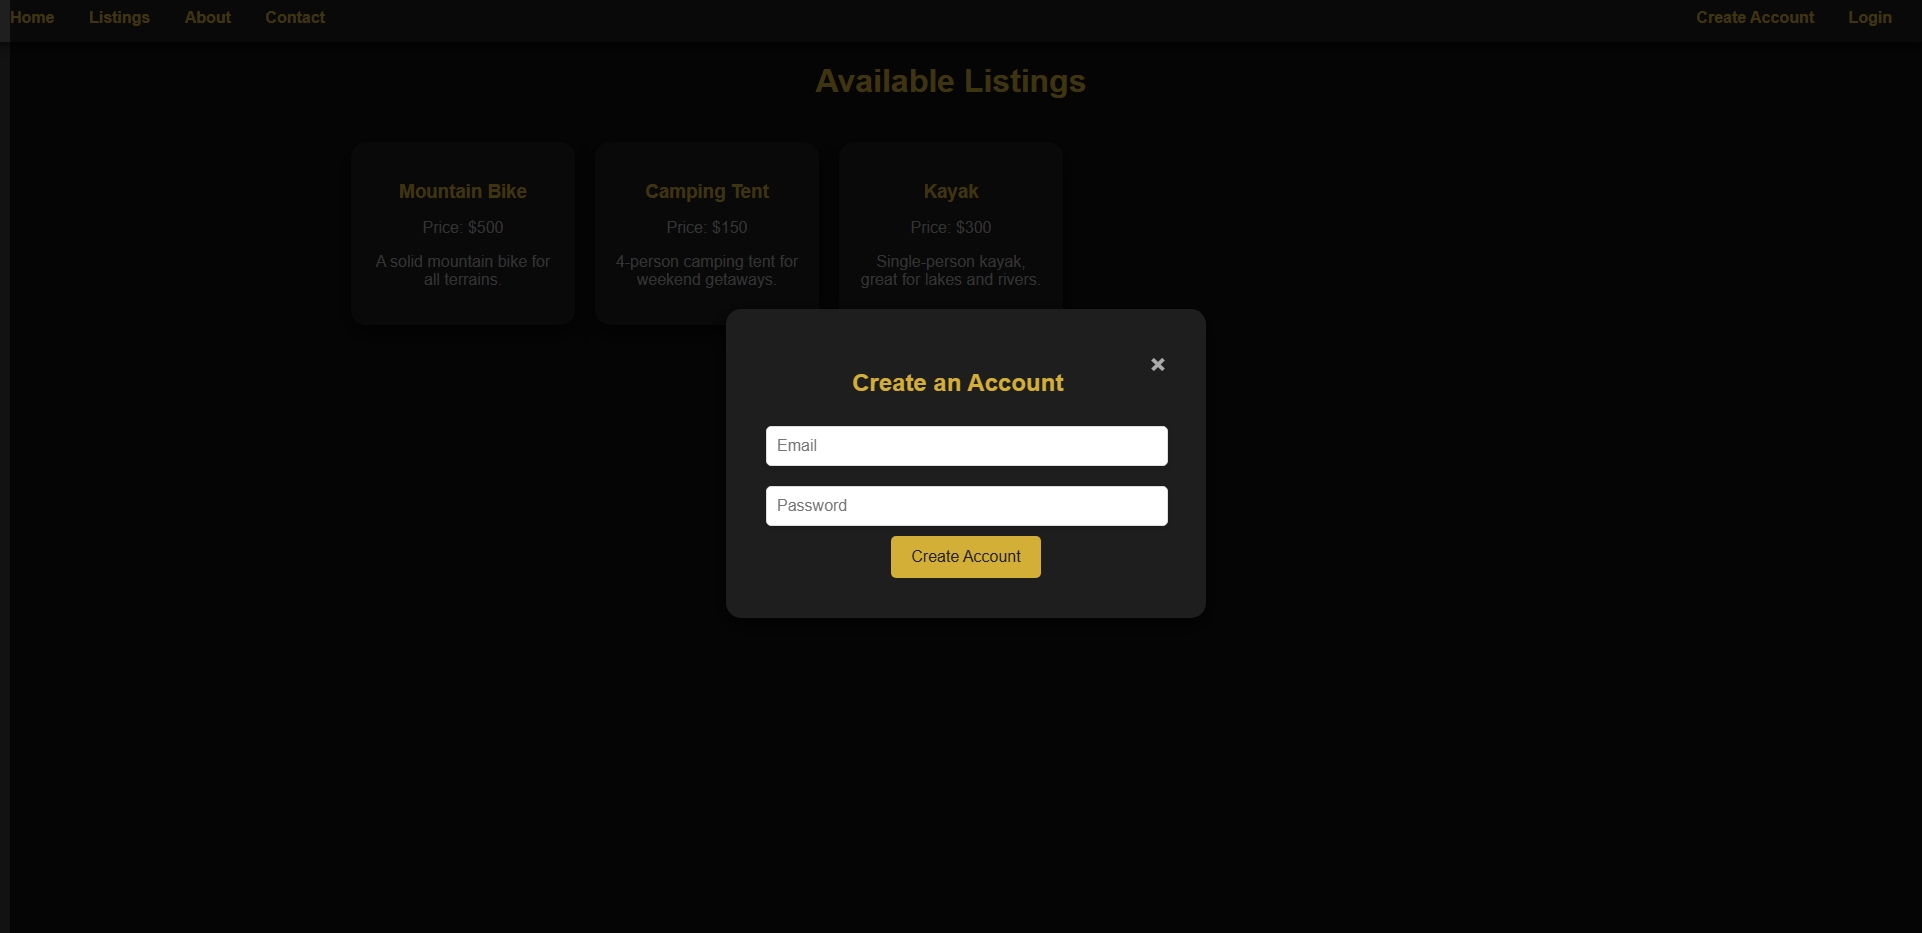 Home Listings About Contact Create Account Login
Available Listings
Mountain Bike
Price: $500
A solid mountain bike for
all terrains.
Camping Tent
Price: $150
4-person camping tent for
weekend getaways.
Kayak
Price: $300
Single-person kayak,
great for lakes and rivers.
×
Create an Account
Email
Password
Create Account